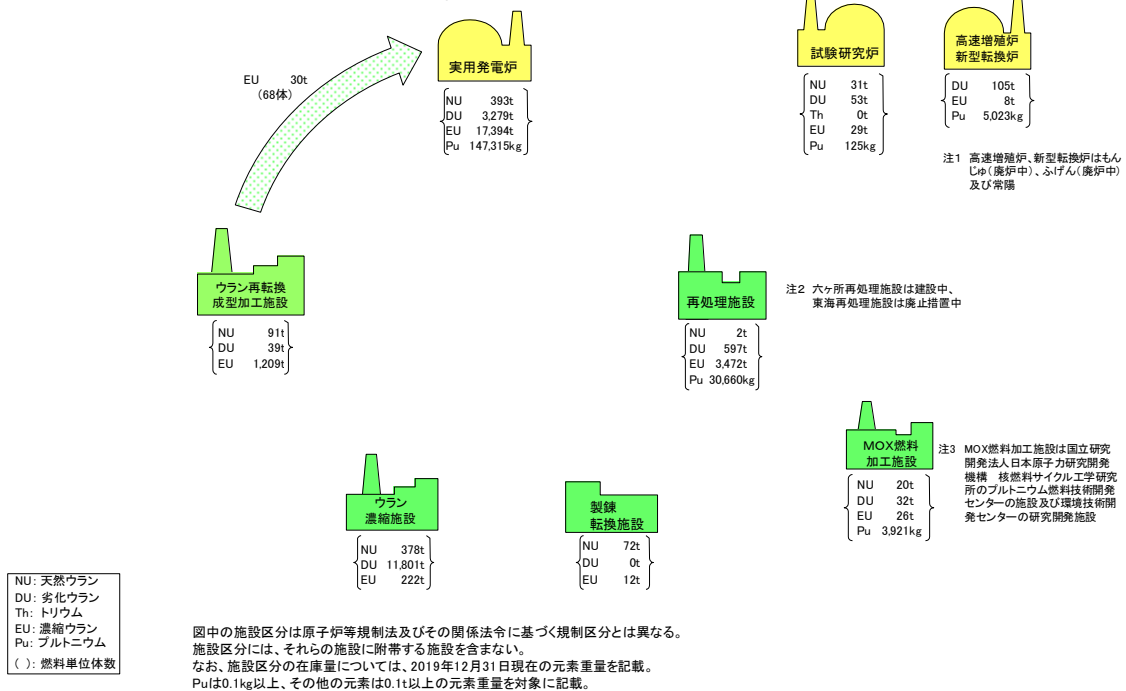 EU 30t
(68体)
実用発電炉
NU 393t
DU 3,279t
EU 17,394t
Pu 147,315kg
試験研究炉
NU 31t
DU 53t
Th 0t
EU 29t
Pu 125kg
高速増殖炉
新型転換炉
DU 105t
EU 8t
Pu 5,023kg
注1 高速増殖炉、新型転換炉はもん
じゅ(廃炉中)、ふげん(廃炉中)
及び常陽
ウラン再転換
成型加工施設
NU 91t
DU 39t
EU 1,209t
再処理施設
NU 2t
DU 597t
EU 3,472t
Pu 30,660kg
注2 六ヶ所再処理施設は建設中、
東海再処理施設は廃止措置中
MOX燃料
加工施設
NU 20t
DU 32t
EU 26t
Pu 3,921kg
注3 MOX燃料加工施設は国立研究
開発法人日本原子力研究開発
機構 核燃料サイクル工学研究
所のプルトニウム燃料技術開発
センターの施設及び環境技術開
発センターの研究開発施設
ウラン
濃縮施設
NU 378t
DU 11,801t
EU 222t
製錬
転換施設
NU 72t
DU 0t
EU 12t
NU: 天然ウラン
DU: 劣化ウラン
Th: トリウム
EU: 濃縮ウラン
Pu: プルトニウム
( ): 燃料単位体数
図中の施設区分は原子炉等規制法及びその関係法令に基づく規制区分とは異なる。
施設区分には、それらの施設に附帯する施設を含まない。
なお、施設区分の在庫量については、2019年12月31日現在の元素重量を記載。
Puは0.1kg以上、その他の元素は0.1t以上の元素重量を対象に記載。